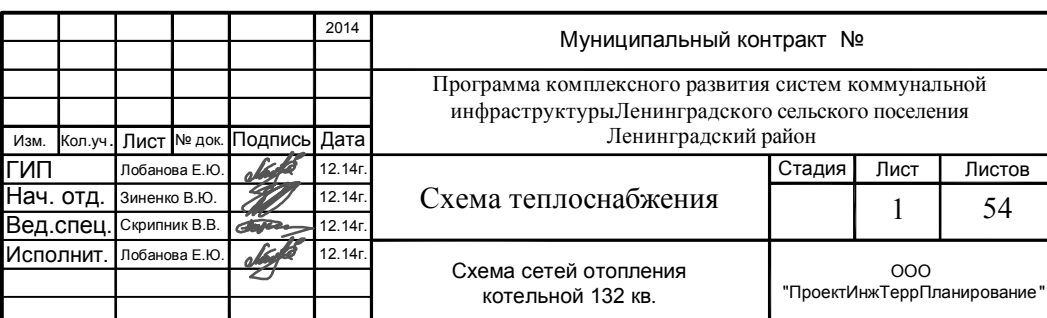 2014
Муниципальный контракт №
Программа комплексного развития систем коммунальной
инфраструктурыЛенинградского сельского поселения
Ленинградский район
Изм. Кол.уч. Лист № док. Подпись Дата
ГИП Лобанова Е.Ю. 12.14г.
Нач. отд. Зиненко В.Ю. 12.14г.
Вед.спец. Скрипник В.В. 12.14г.
Исполнит. Лобанова Е.Ю. 12.14г.
Схема теплоснабжения
Стадия Лист Листов
1 54
Схема сетей отопления
котельной 132 кв.
ООО
"ПроектИнжТеррПланирование"